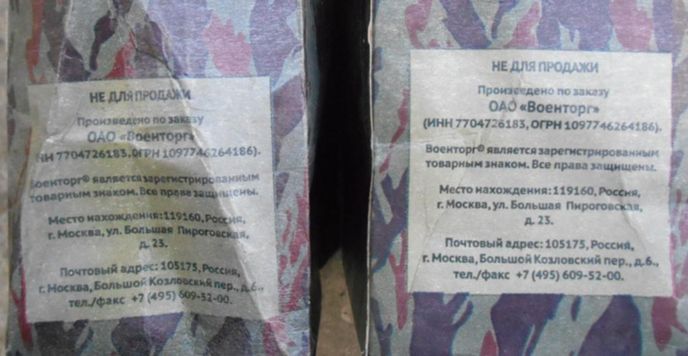 НЕ ДЛЯ ПРОДАЖИ
Произведено по заказу
ОАО «Военторг»
НН 7704726183, ОГРН 1097746264186).
Военторг® является зарегистрированным
товарным знаком. Все права защищены.
Место нахождения: 119160, Россия,
г. Москва, ул. Большая Пироговская,
д. 23.
Почтовый адрес: 105175, Россия,
г. Москва, Большой Козловский пер., д.6.,
тел./факс +7 (495) 609-52-00.
НЕ ДЛЯ ПРОДАЖИ
Произведено по заказу
ОАО «Военторг»
(ИНН 7704726183, ОГРН 1097746264186).
Военторг® является зарегистрированным
товарным знаком. Все права защищены.
Место нахождения: 119160, Россия,
г. Москва, ул. Большая Пироговская,
д. 23.
Почтовый адрес: 105175, Россия,
г. Москва, Большой Козловский пер., д.6.,
тел./факс +7 (495) 609-52-00.